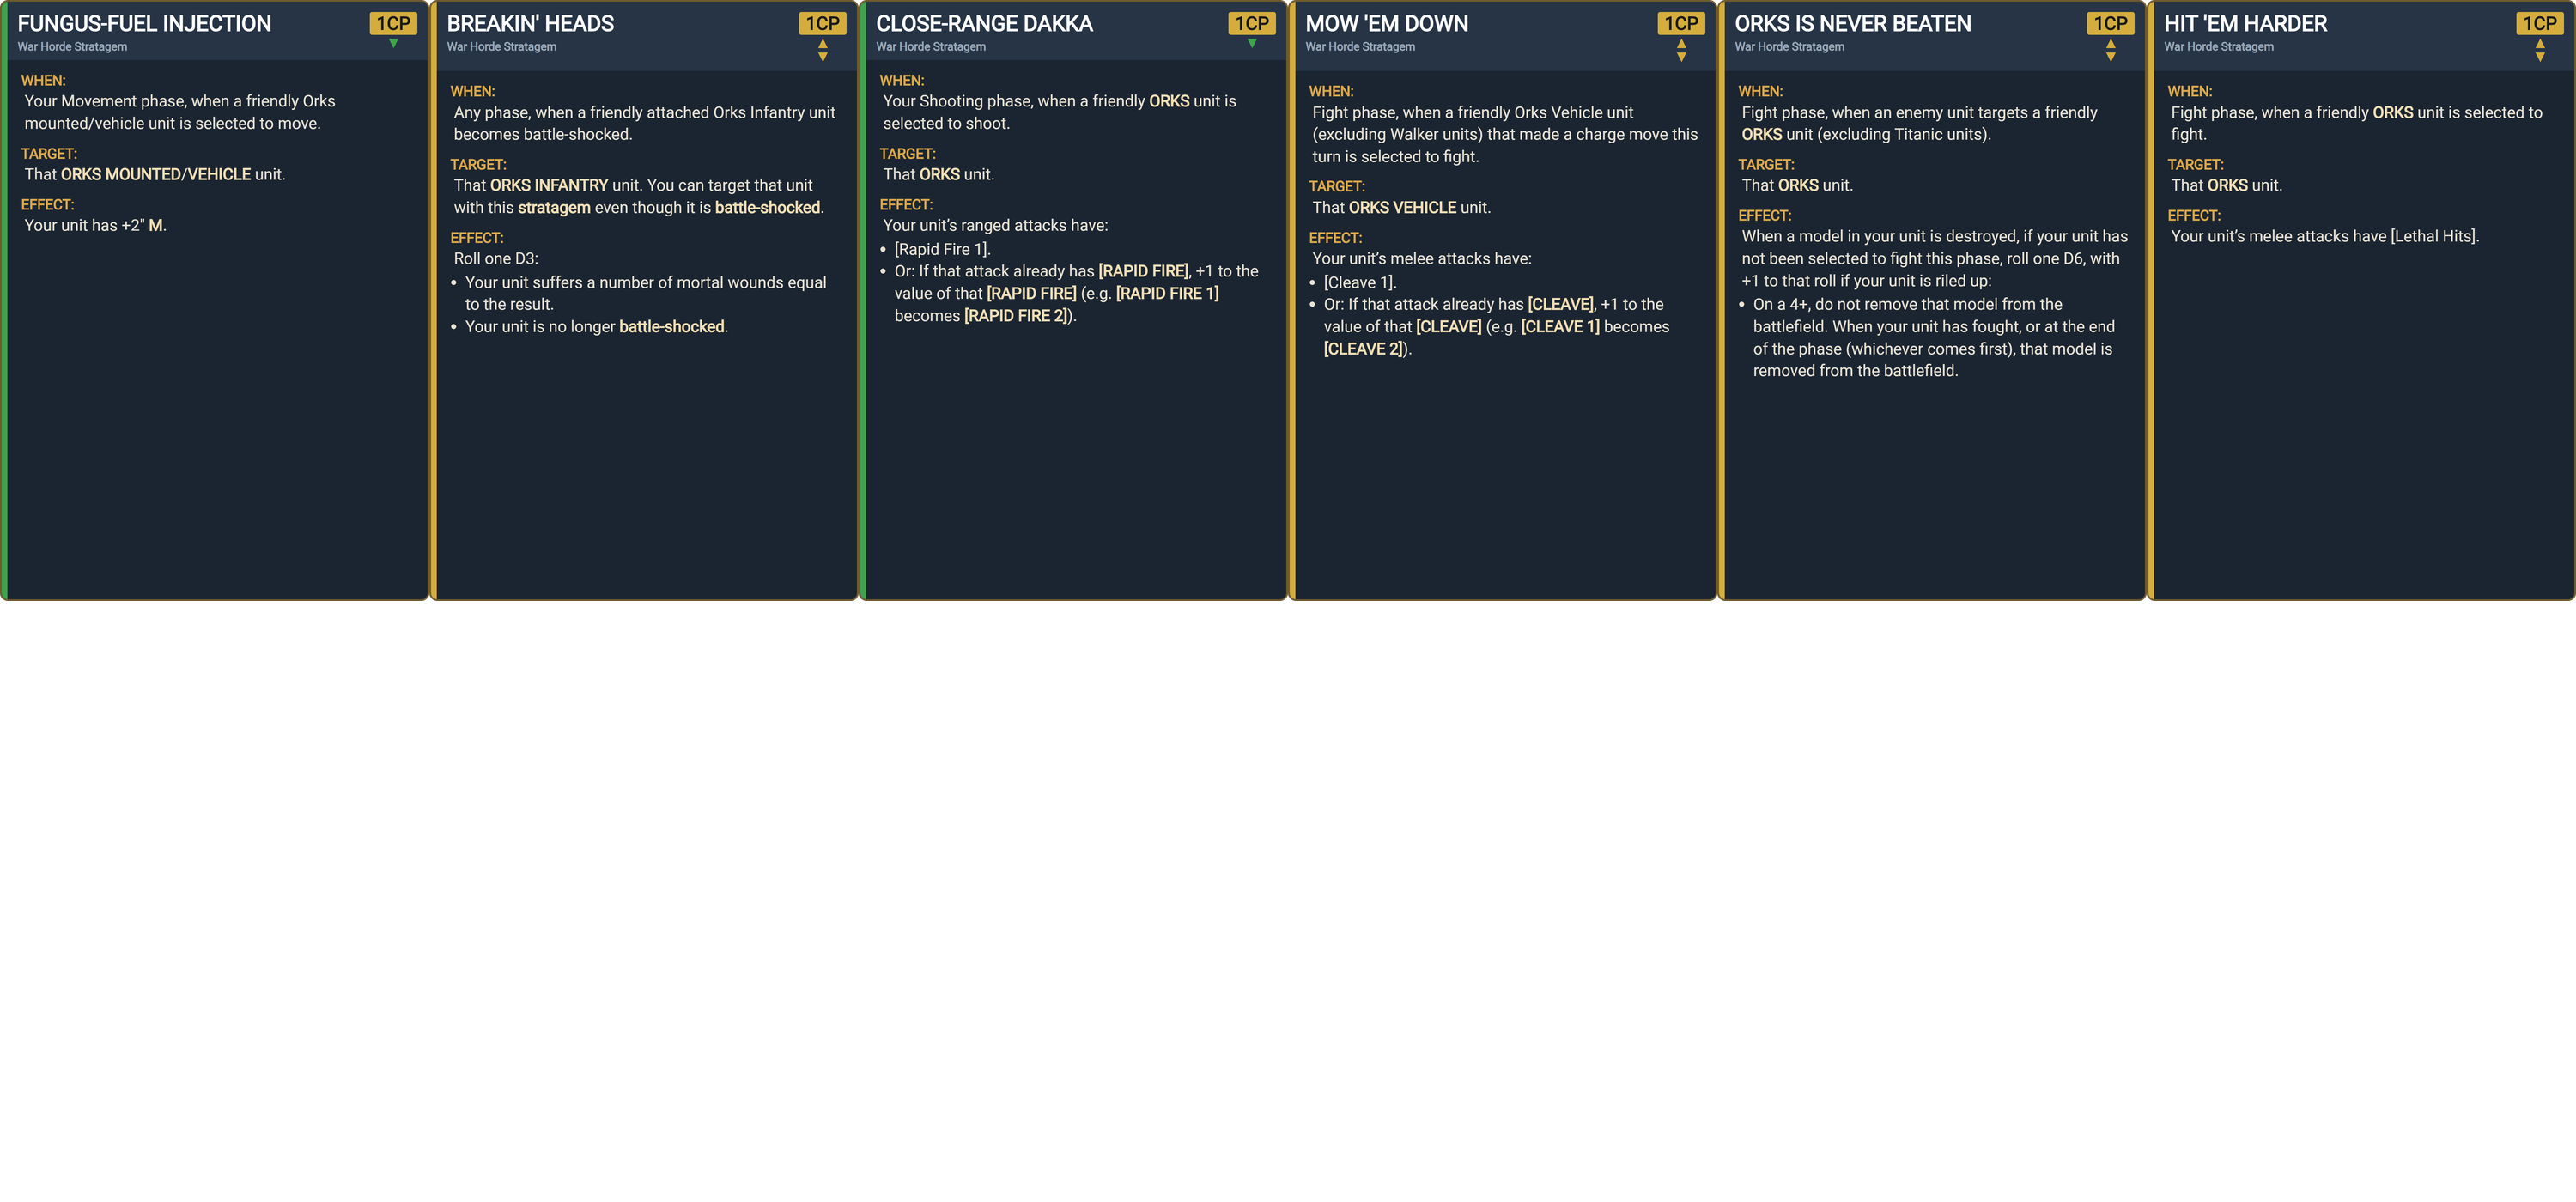 FUNGUS-FUEL INJECTION
1CP
War Horde Stratagem
WHEN:
Your Movement phase, when a friendly Orks
mounted/vehicle unit is selected to move.
TARGET:
That ORKS MOUNTED/VEHICLE unit.
EFFECT:
Your unit has +2" M.
BREAKIN' HEADS
1CP
War Horde Stratagem
WHEN:
Any phase, when a friendly attached Orks Infantry unit
becomes battle-shocked.
TARGET:
That ORKS INFANTRY unit. You can target that unit
with this stratagem even though it is battle-shocked.
EFFECT:
Roll one D3:
• Your unit suffers a number of mortal wounds equal
to the result.
• Your unit is no longer battle-shocked.
CLOSE-RANGE DAKKA
1CP
War Horde Stratagem
WHEN:
Your Shooting phase, when a friendly ORKS unit is
selected to shoot.
TARGET:
That ORKS unit.
EFFECT:
Your unit’s ranged attacks have:
• [Rapid Fire 1].
• Or: If that attack already has [RAPID FIRE], +1 to the
value of that [RAPID FIRE] (e.g. [RAPID FIRE 1]
becomes [RAPID FIRE 2]).
MOW 'EM DOWN
1CP
War Horde Stratagem
WHEN:
Fight phase, when a friendly Orks Vehicle unit
(excluding Walker units) that made a charge move this
turn is selected to fight.
TARGET:
That ORKS VEHICLE unit.
EFFECT:
Your unit’s melee attacks have:
• [Cleave 1].
• Or: If that attack already has [CLEAVE], +1 to the
value of that [CLEAVE] (e.g. [CLEAVE 1] becomes
[CLEAVE 2]).
ORKS IS NEVER BEATEN
1CP
War Horde Stratagem
WHEN:
Fight phase, when an enemy unit targets a friendly
ORKS unit (excluding Titanic units).
TARGET:
That ORKS unit.
EFFECT:
When a model in your unit is destroyed, if your unit has
not been selected to fight this phase, roll one D6, with
+1 to that roll if your unit is riled up:
• On a 4+, do not remove that model from the
battlefield. When your unit has fought, or at the end
of the phase (whichever comes first), that model is
removed from the battlefield.
HIT 'EM HARDER
1CP
War Horde Stratagem
WHEN:
Fight phase, when a friendly ORKS unit is selected to
fight.
TARGET:
That ORKS unit.
EFFECT:
Your unit’s melee attacks have [Lethal Hits].